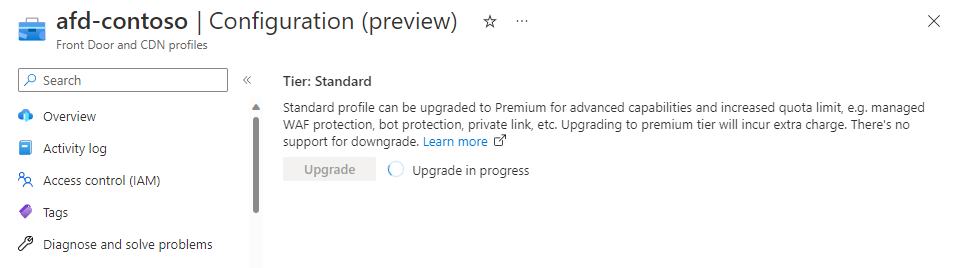 afd-contoso | Configuration (preview)
Front Door and CDN profiles
Search
Overview
Activity log
Access control (IAM)
Tags
Diagnose and solve problems
Tier: Standard
Standard profile can be upgraded to Premium for advanced capabilities and increased quota limit, e.g. managed
WAF protection, bot protection, private link, etc. Upgrading to premium tier will incur extra charge. There's no
support for downgrade. Learn more
Upgrade
Upgrade in progress